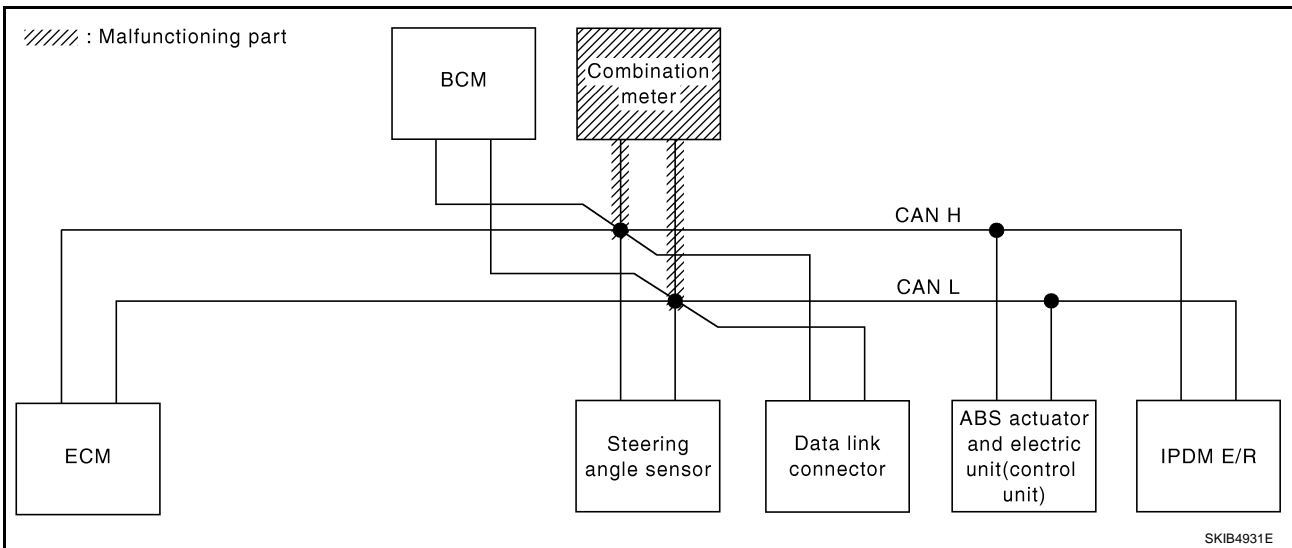 : Malfunctioning part
BCM
Combination
meter
CAN H
CAN L
ECM
Steering
angle sensor
Data link
connector
ABS actuator
and electric
unit(control
unit)
IPDM E/R
SKIB4931E